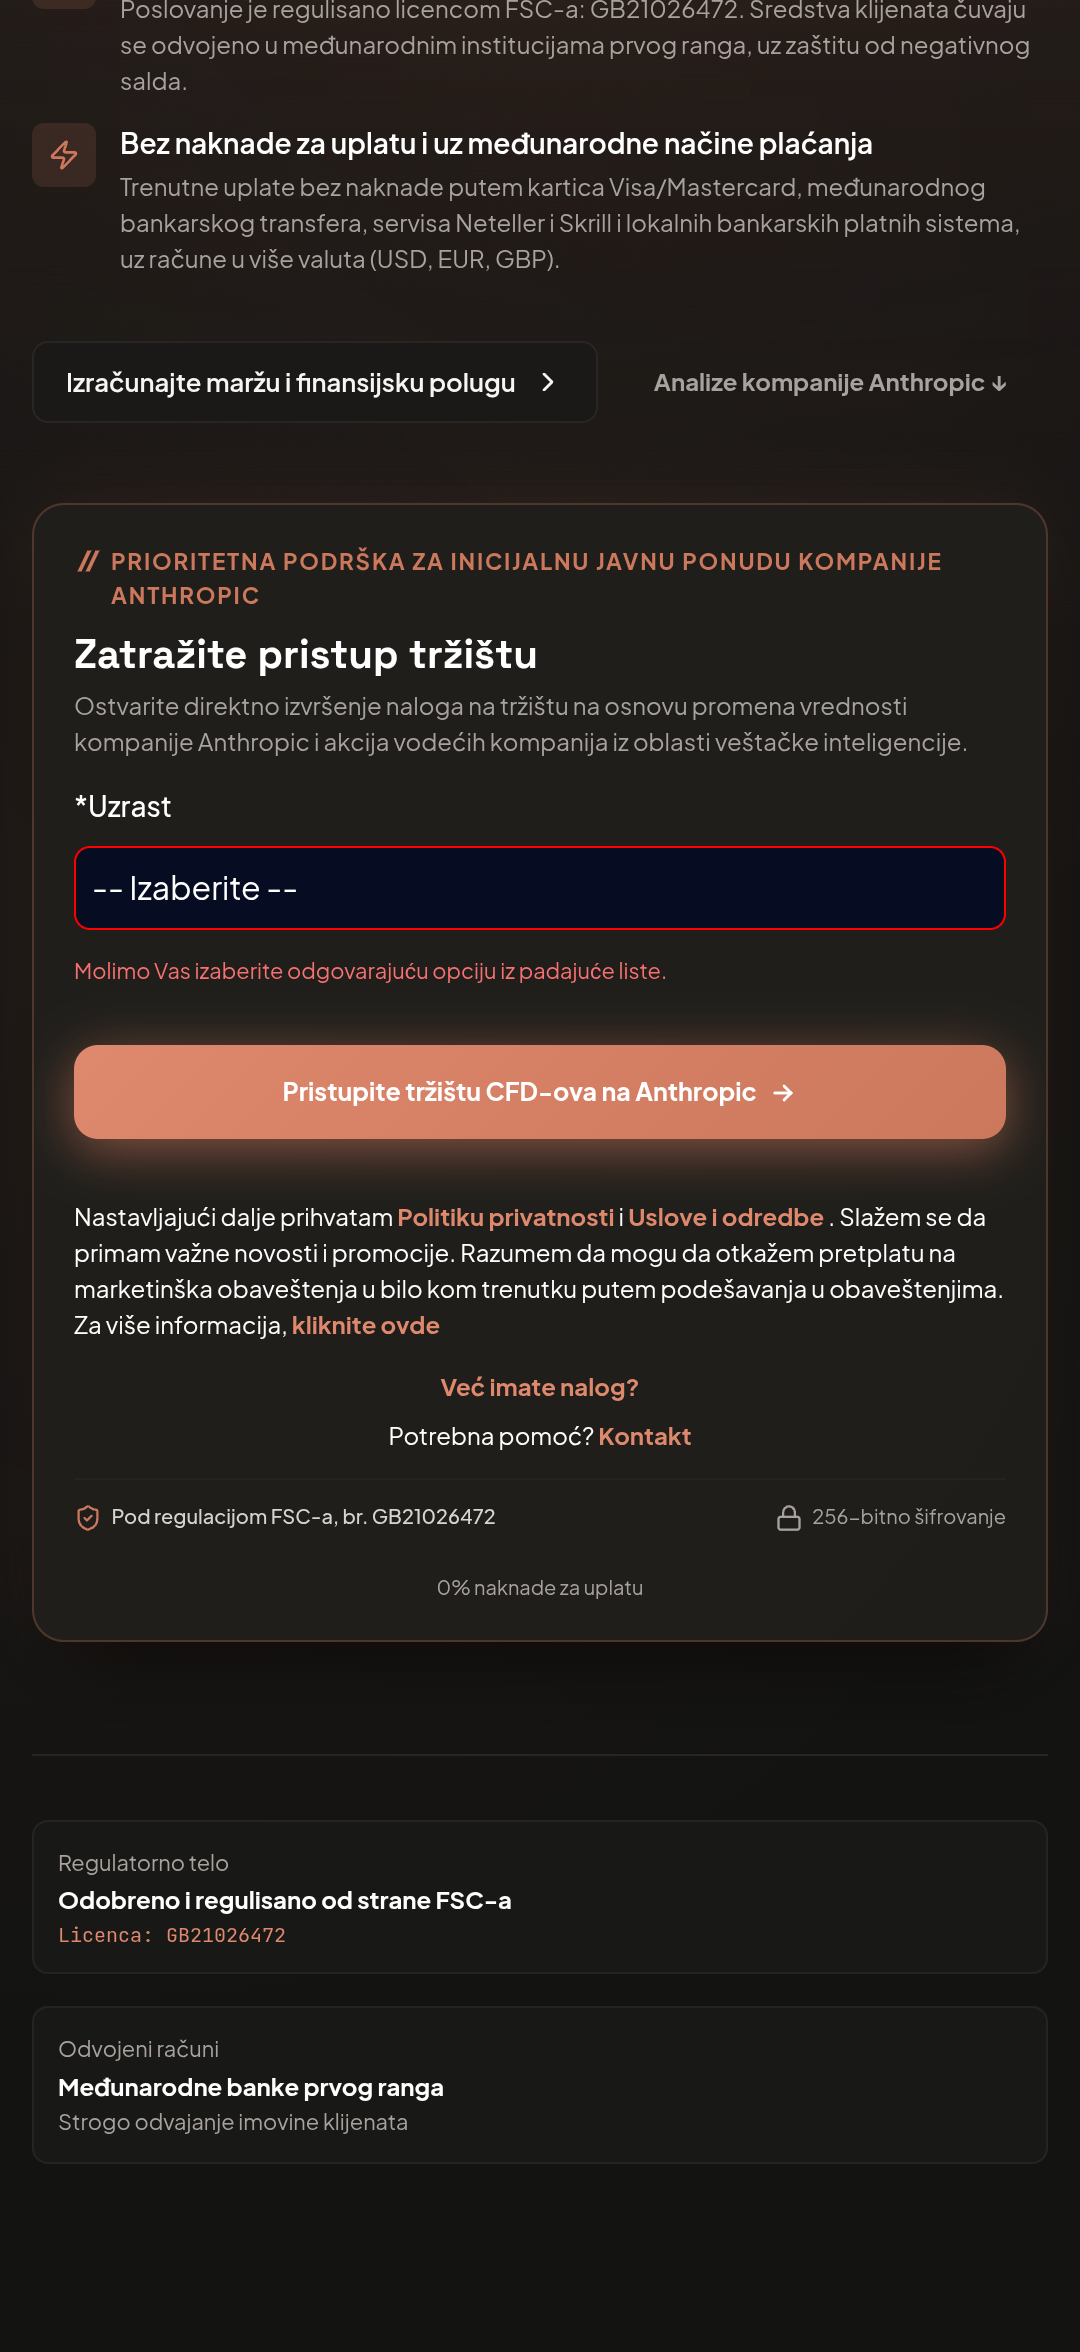 Poslovanje je regulisano licencom FSC-a: GB21026472. Sredstva klijenata čuvaju
se odvojeno u međunarodnim institucijama prvog ranga, uz zaštitu od negativnog
salda.
Bez naknade za uplatu i uz međunarodne načine plaćanja
Trenutne uplate bez naknade putem kartica Visa/Mastercard, međunarodnog
bankarskog transfera, servisa Neteller i Skrill i lokalnih bankarskih platnih sistema,
uz račune u više valuta (USD, EUR, GBP).
Izračunajte maržu i finansijsku polugu
Analize kompanije Anthropic ↓
// PRIORITETNA PODRŠKA ZA INICIJALNU JAVNU PONUDU KOMPANIJE
ANTHROPIC
Zatražite pristup tržištu
Ostvarite direktno izvršenje naloga na tržištu na osnovu promena vrednosti
kompanije Anthropic i akcija vodećih kompanija iz oblasti veštačke inteligencije.
*Uzrast
-- Izaberite --
Molimo Vas izaberite odgovarajuću opciju iz padajuće liste.
Pristupite tržištu CFD-ova na Anthropic →
Nastavljajući dalje prihvatam Politiku privatnosti i Uslove i odredbe . Slažem se da
primam važne novosti i promocije. Razumem da mogu da otkažem pretplatu na
marketinška obaveštenja u bilo kom trenutku putem podešavanja u obaveštenjima.
Za više informacija, kliknite ovde
Već imate nalog?
Potrebna pomoć? Kontakt
Pod regulacijom FSC-a, br. GB21026472
256-bitno šifrovanje
0% naknade za uplatu
Regulatorno telo
Odobreno i regulisano od strane FSC-a
Licenca: GB21026472
Odvojeni računi
Međunarodne banke prvog ranga
Strogo odvajanje imovine klijenata